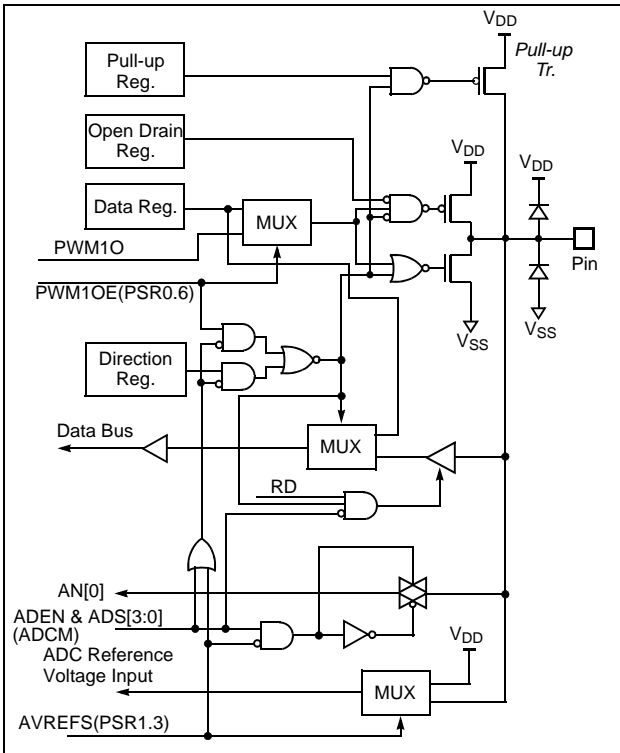 Pull-up
Reg.
VDD
Pull-up
Tr.
Open Drain
Reg.
VDD
VDD
Data Reg.
MUX
PWM1O
Pin
PWM1OE(PSR0.6)
VSS
VSS
Direction
Reg.
Data Bus
MUX
RD
AN[0]
ADEN & ADS[3:0]
(ADCM)
VDD
ADC Reference
Voltage Input
MUX
AVREFS(PSR1.3)